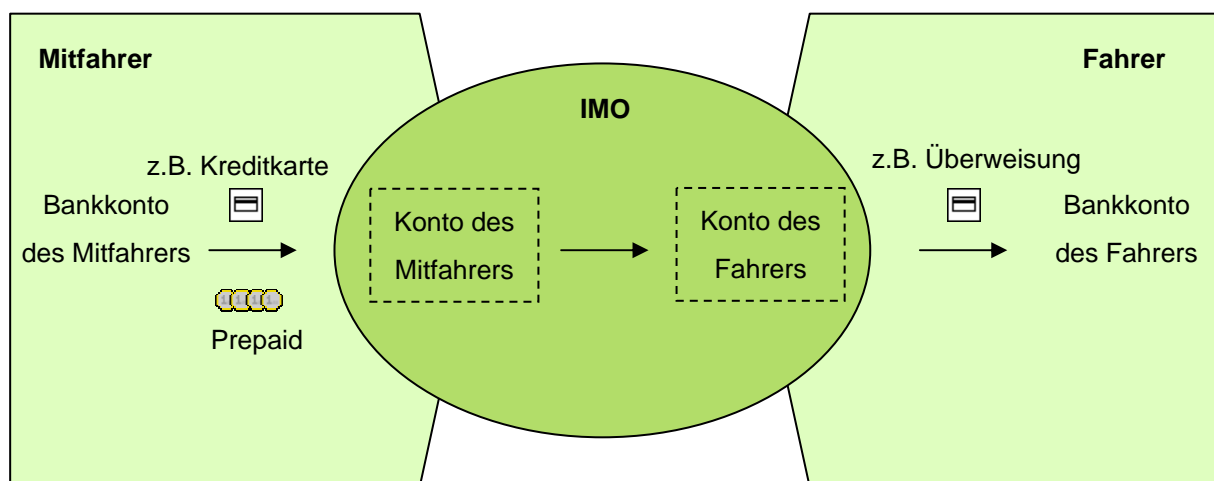 Mitfahrer
Fahrer
IMO
z.B. Kreditkarte
z.B. Überweisung
Bankkonto
des Mitfahrers
Prepaid
Konto des
Mitfahrers
Konto des
Fahrers
Bankkonto
des Fahrers